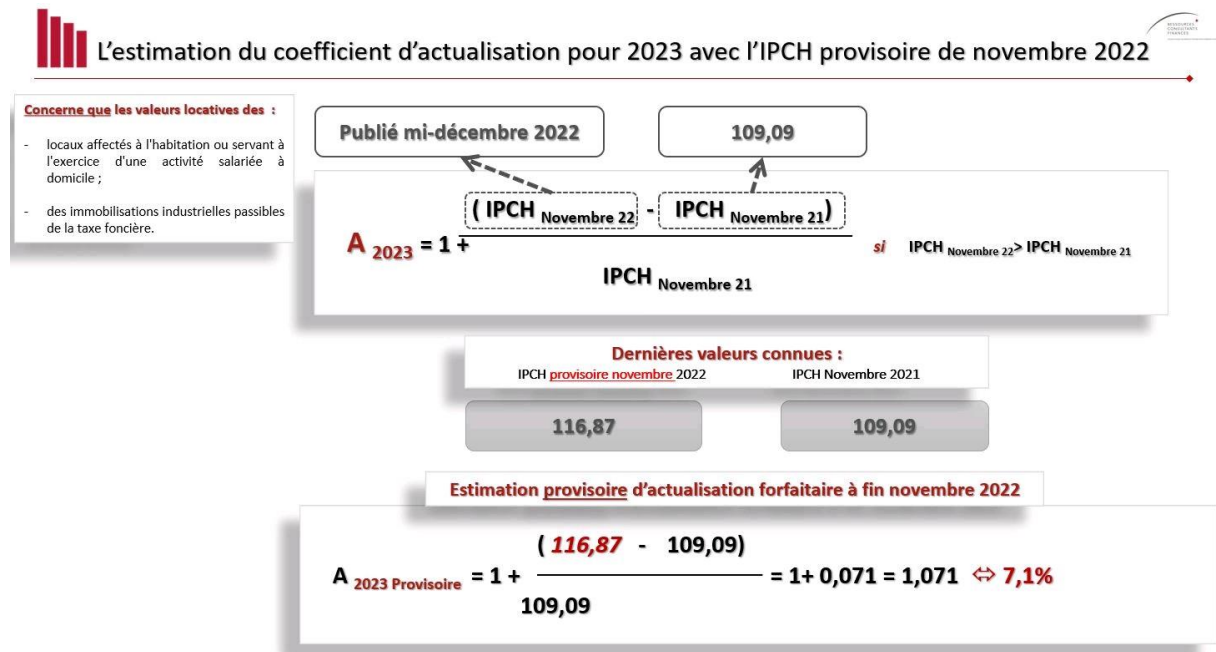 RESSOURCES
CONSULTANTS
FINANCES
L'estimation du coefficient d'actualisation pour 2023 avec l'IPCH provisoire de novembre 2022
Concerne que les valeurs locatives des :
- locaux affectés à l'habitation ou servant à
l'exercice d'une activité salariée à
domicile ;
- des immobilisations industrielles passibles
de la taxe foncière.
Publié mi-décembre 2022
109,09
( IPCH Novembre 22 - IPCH Novembre 21)
A 2023 = 1 +
si IPCH Novembre 22> IPCH Novembre 21
IPCH Novembre 21
Dernières valeurs connues :
IPCH provisoire novembre 2022
IPCH Novembre 2021
116,87
109,09
Estimation provisoire d'actualisation forfaitaire à fin novembre 2022
( 116,87 - 109,09)
A 2023 Provisoire = 1 + = 1+ 0,071 = 1,071 ⇔ 7,1%
109,09